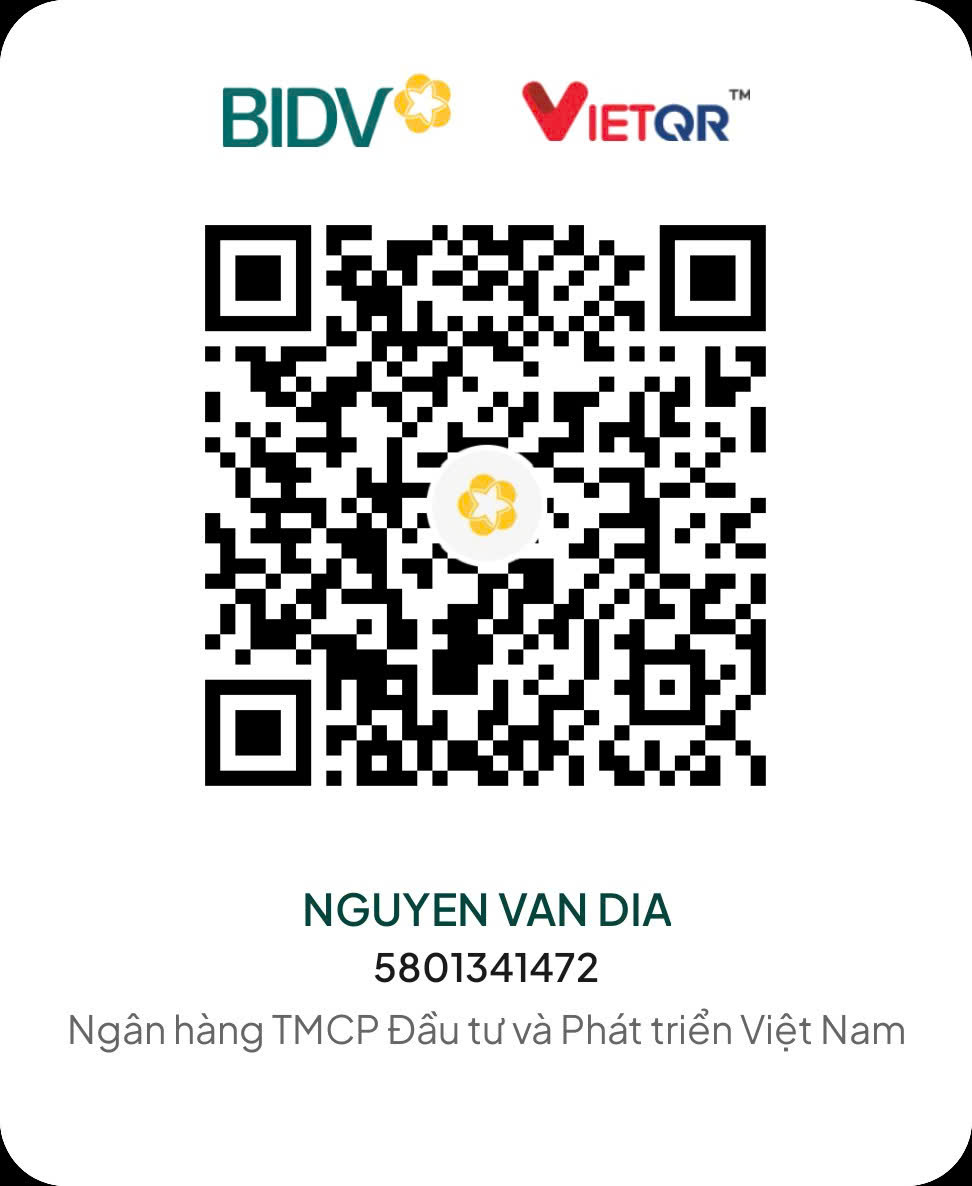 BIDV VIETQR™
NGUYEN VAN DIA
5801341472
Ngân hàng TMCP Đầu tư và Phát triển Việt Nam